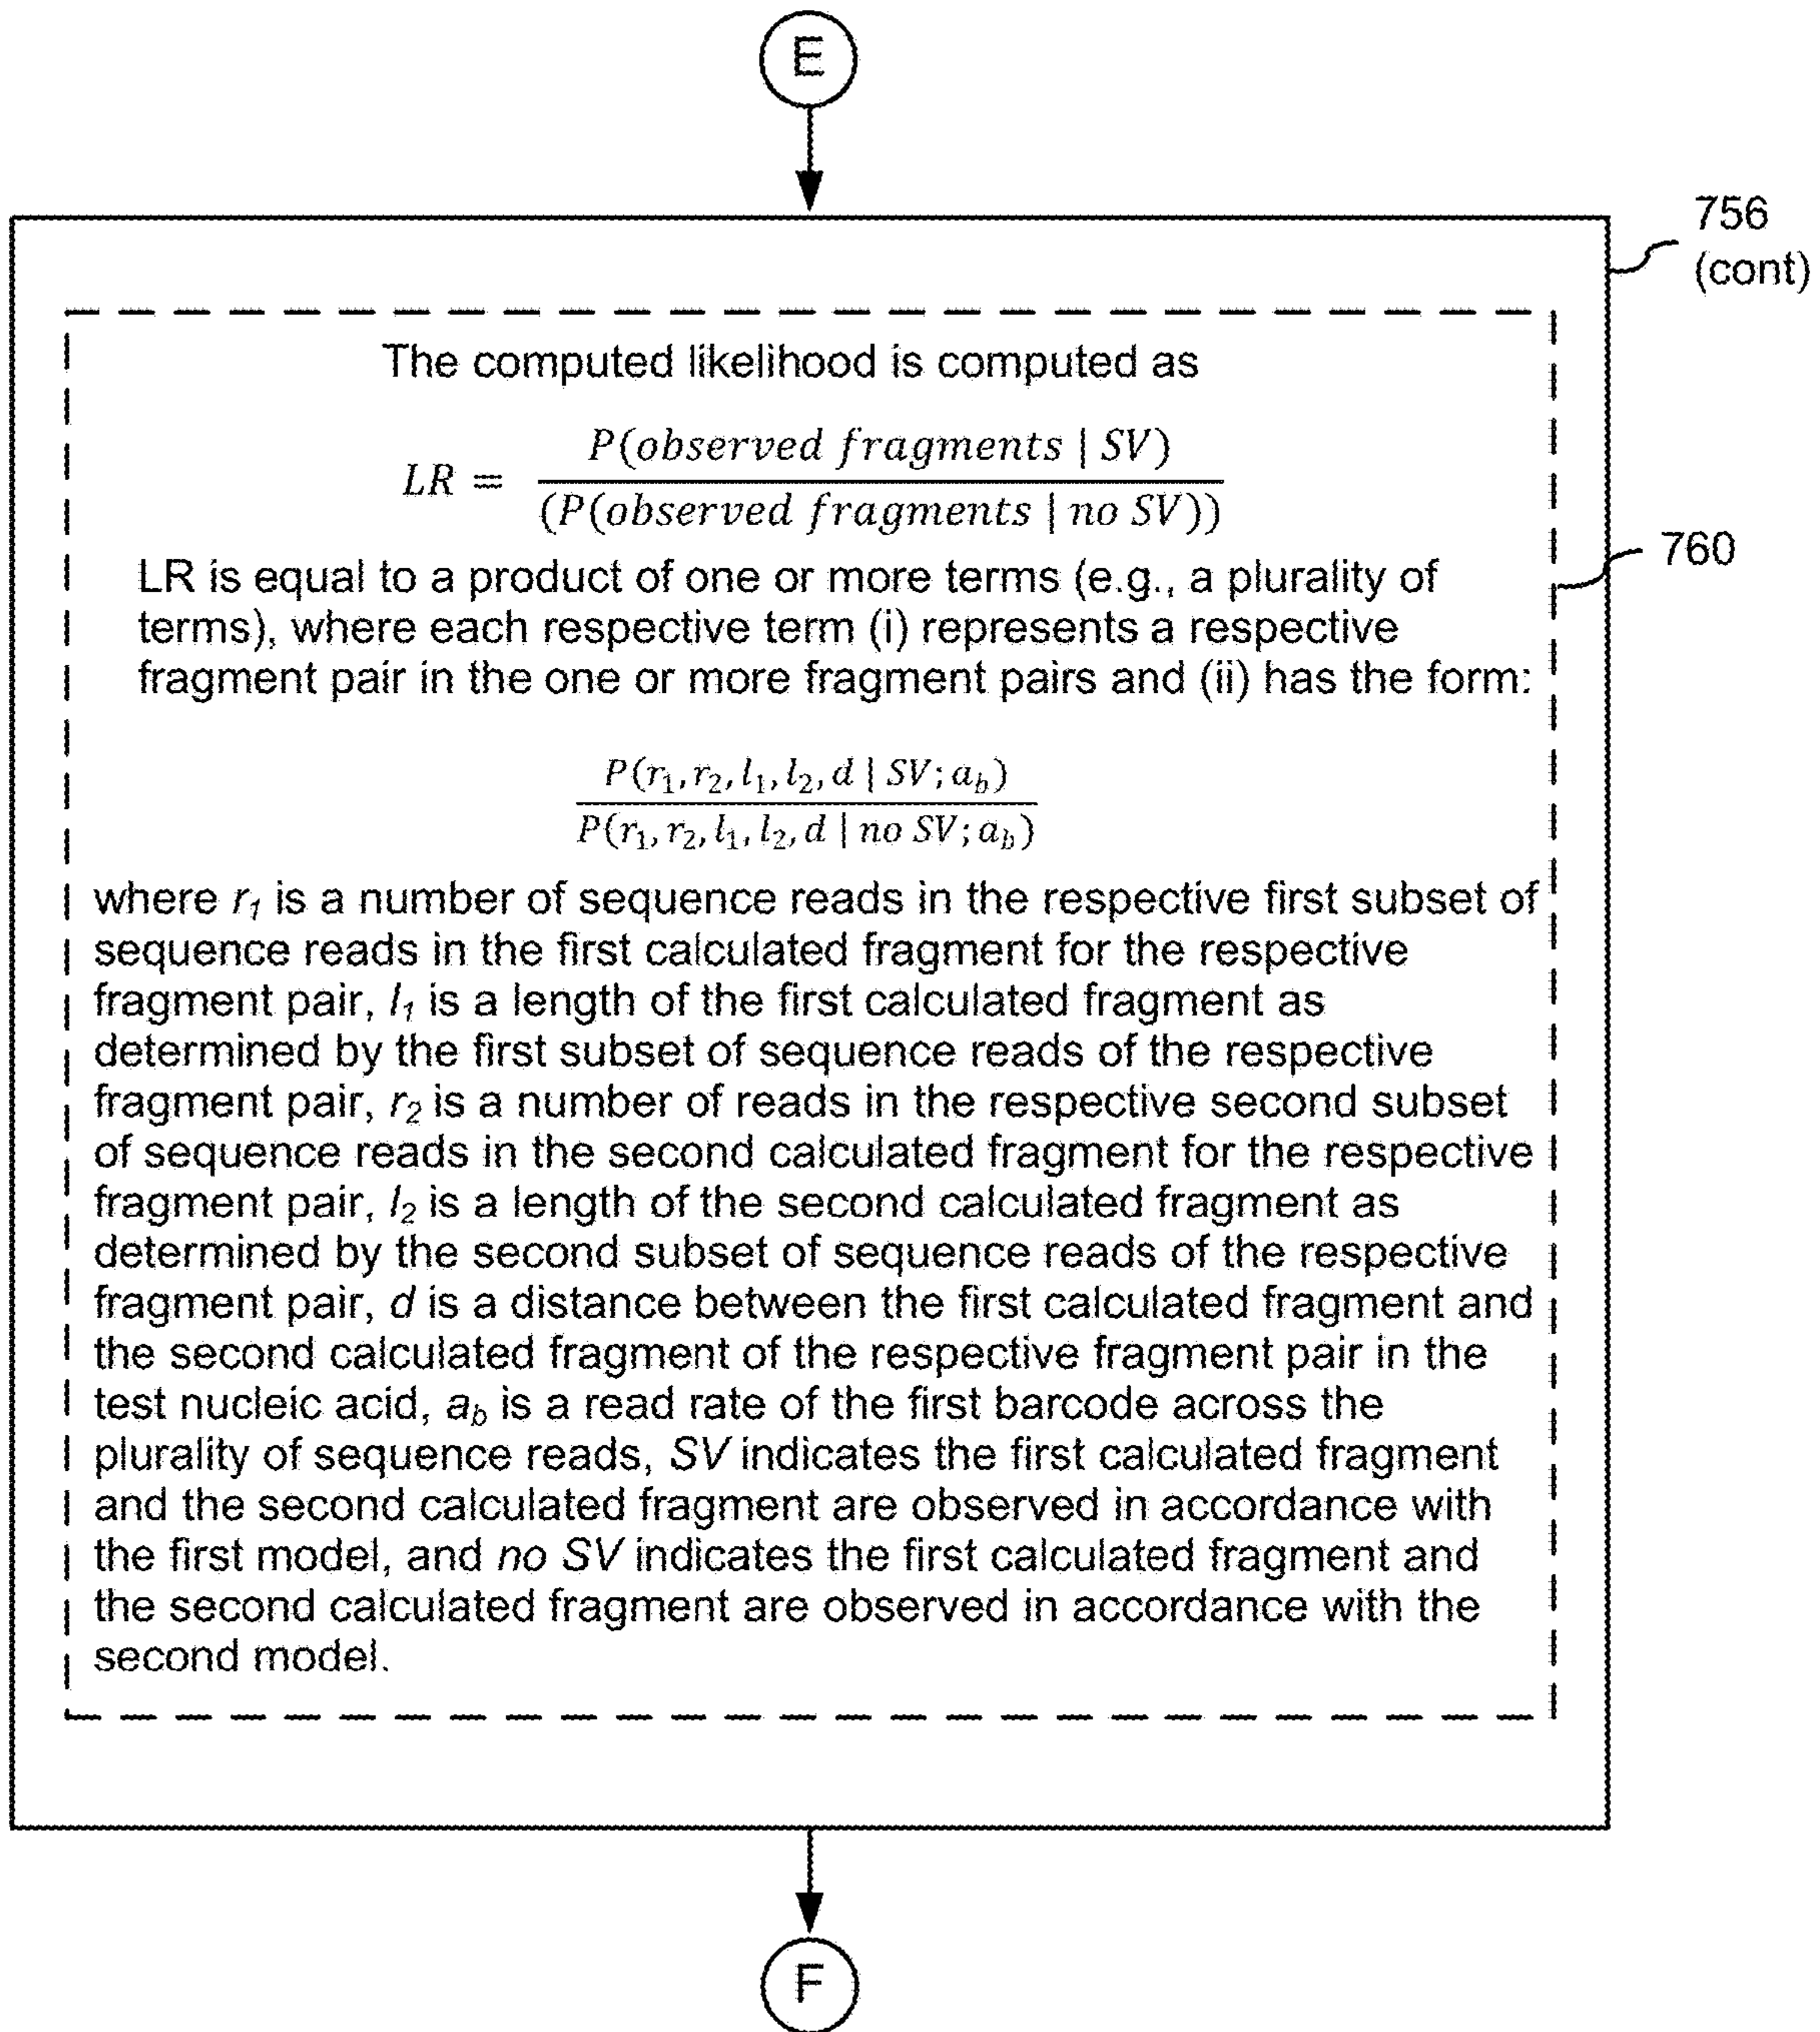 E
756
(cont)
The computed likelihood is computed as
LR = P(observed fragments | SV)
(P(observed fragments | no SV))
760
LR is equal to a product of one or more terms (e.g., a plurality of
terms), where each respective term (i) represents a respective
fragment pair in the one or more fragment pairs and (ii) has the form:
P(r₁, r₂, l₁, l₂, d | SV; a_b)
P(r₁, r₂, l₁, l₂, d | no SV; a_b)
where r₁ is a number of sequence reads in the respective first subset of
sequence reads in the first calculated fragment for the respective
fragment pair, l₁ is a length of the first calculated fragment as
determined by the first subset of sequence reads of the respective
fragment pair, r₂ is a number of reads in the respective second subset
of sequence reads in the second calculated fragment for the respective
fragment pair, l₂ is a length of the second calculated fragment as
determined by the second subset of sequence reads of the respective
fragment pair, d is a distance between the first calculated fragment and
the second calculated fragment of the respective fragment pair in the
test nucleic acid, a_b is a read rate of the first barcode across the
plurality of sequence reads, SV indicates the first calculated fragment
and the second calculated fragment are observed in accordance with
the first model, and no SV indicates the first calculated fragment and
the second calculated fragment are observed in accordance with the
second model.
F